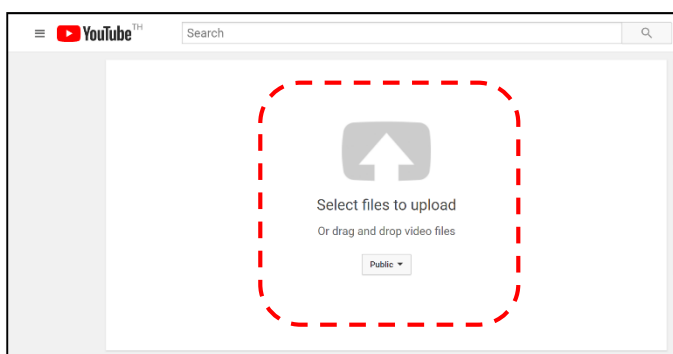 YouTube TH
Search
Select files to upload
Or drag and drop video files
Public